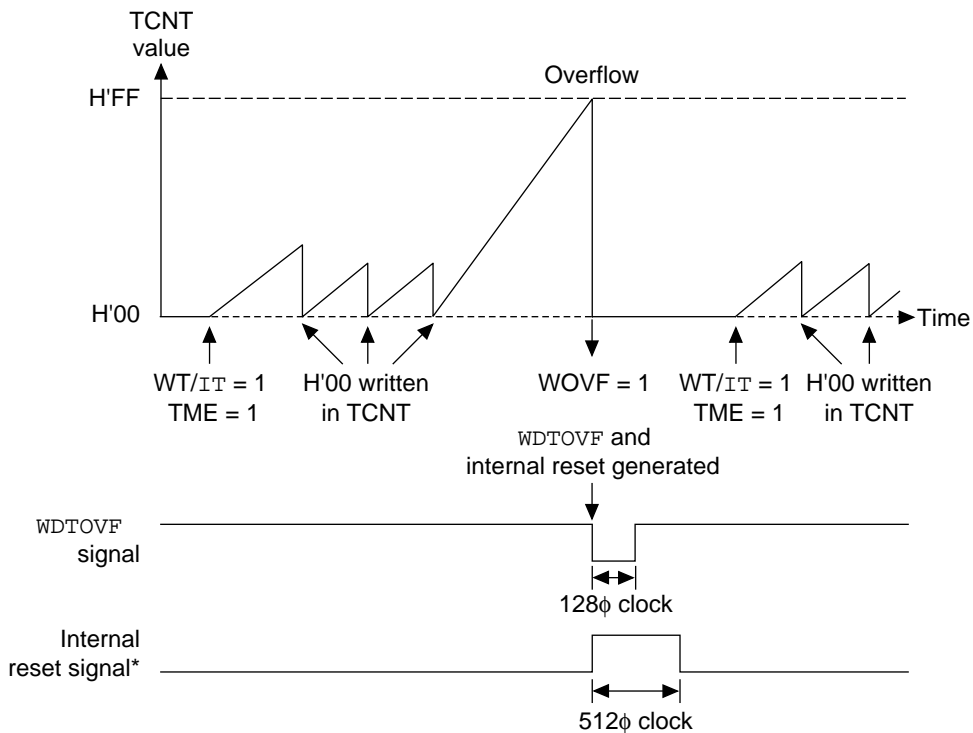 TCNT
value
Overflow
H'FF
H'00
Time
WT/IT = 1
TME = 1
H'00 written
in TCNT
WOVF = 1
WT/IT = 1
TME = 1
H'00 written
in TCNT
WDTOVF and
internal reset generated
WDTOVF
signal
128ϕ clock
Internal
reset signal*
512ϕ clock